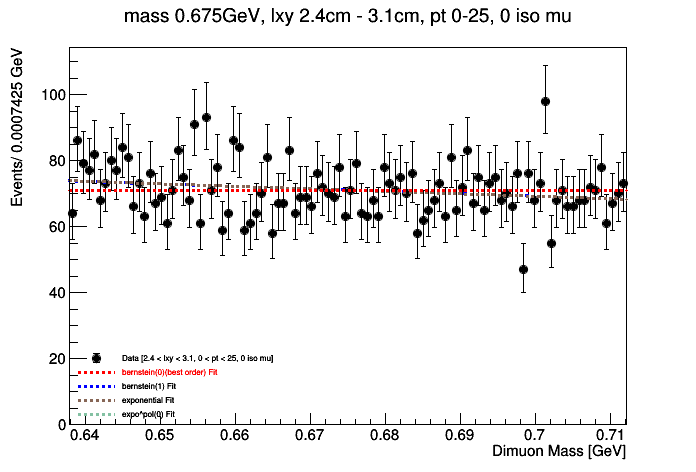 mass 0.675GeV, lxy 2.4cm - 3.1cm, pt 0-25, 0 iso mu
Events/ 0.0007425 GeV
100
80
60
40
20
0
Data [2.4 < lxy < 3.1, 0 < pt < 25, 0 iso mu]
bernstein(0)(best order) Fit
bernstein(1) Fit
exponential Fit
expo*pol(0) Fit
0.64 0.65 0.66 0.67 0.68 0.69 0.7 0.71
Dimuon Mass [GeV]